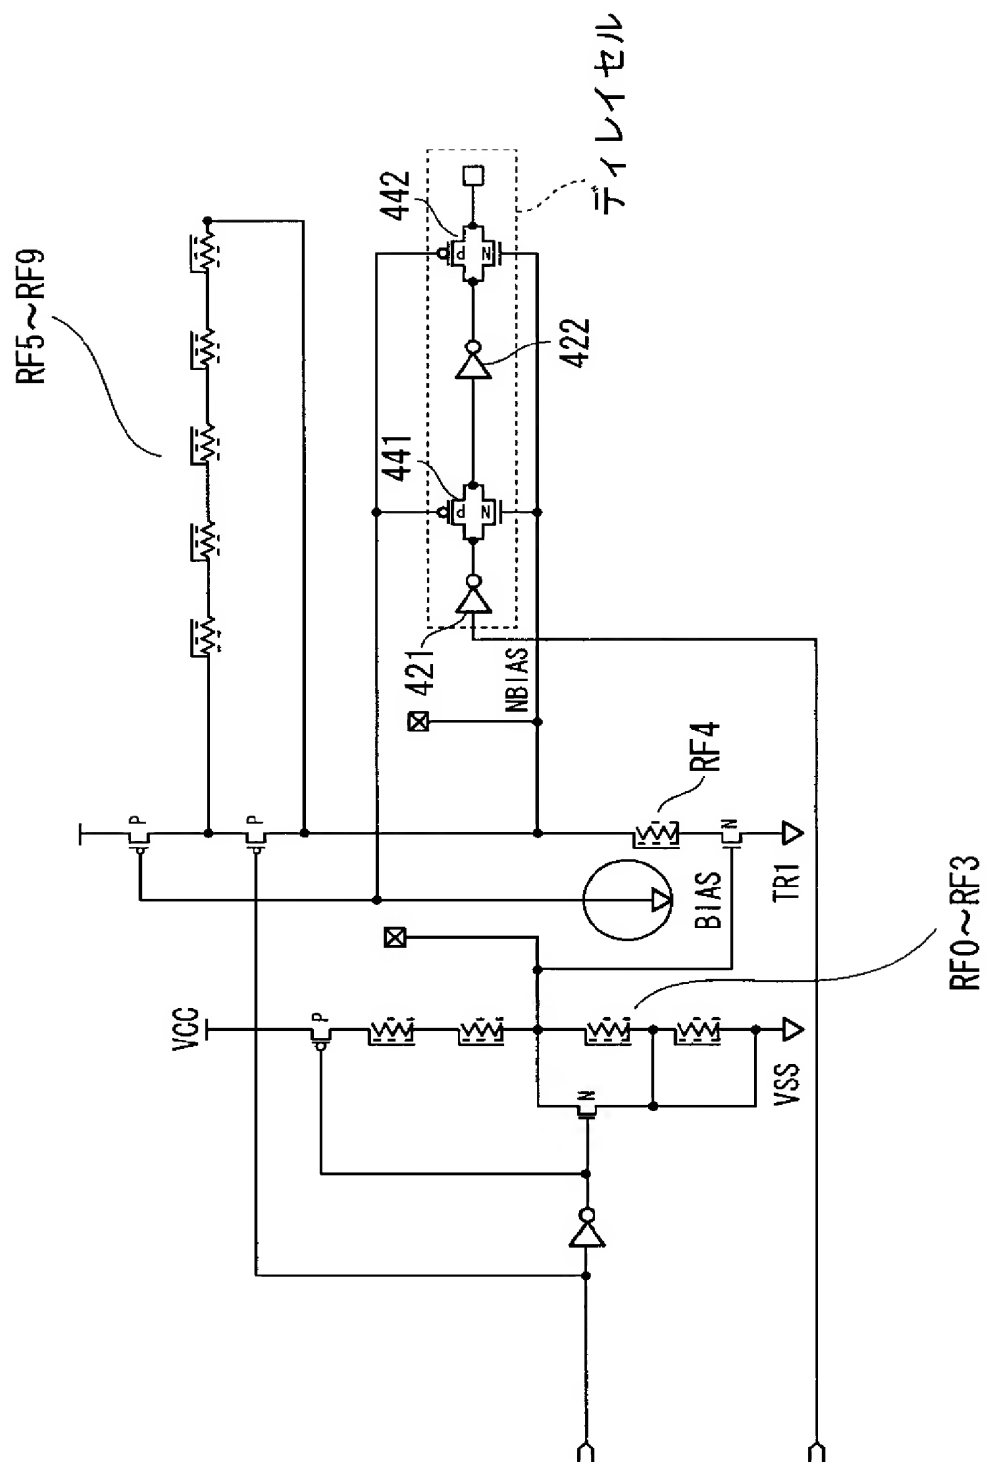 RF5～RF9
ディレイセル
442
P
N
422
441
P
N
421
NBIAS
P
P
RF4
N
BIAS
TR1
RF0～RF3
VCC
P
N
VSS